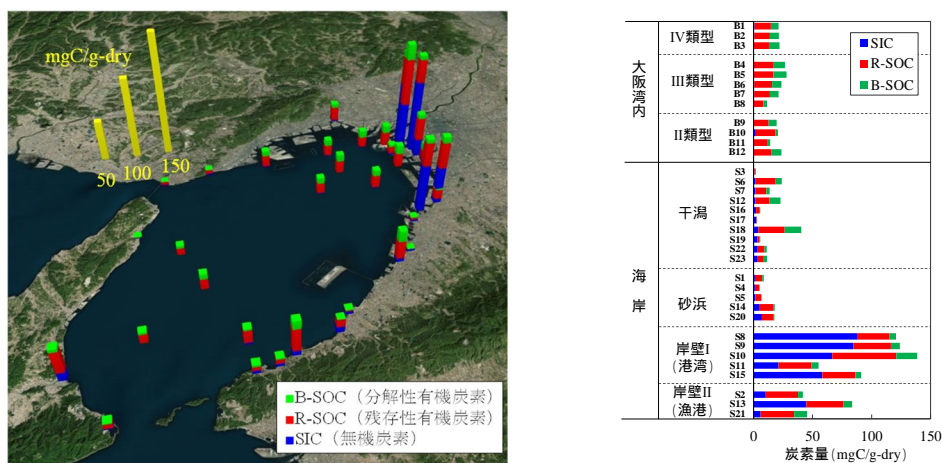 mgC/g-dry
50
100
150
B-SOC（分解性有機炭素）
R-SOC（残存性有機炭素）
SIC（無機炭素）
大阪湾内
IV類型
B1
B2
B3
III類型
B4
B5
B6
B7
B8
II類型
B9
B10
B11
B12
海岸
干潟
S3
S6
S7
S12
S16
S17
S18
S19
S22
S23
砂浜
S1
S4
S5
S14
S20
岸壁I
(港湾)
S8
S9
S10
S11
S15
岸壁II
(漁港)
S2
S13
S21
SIC
R-SOC
B-SOC
0 50 100 150
炭素量(mgC/g-dry)